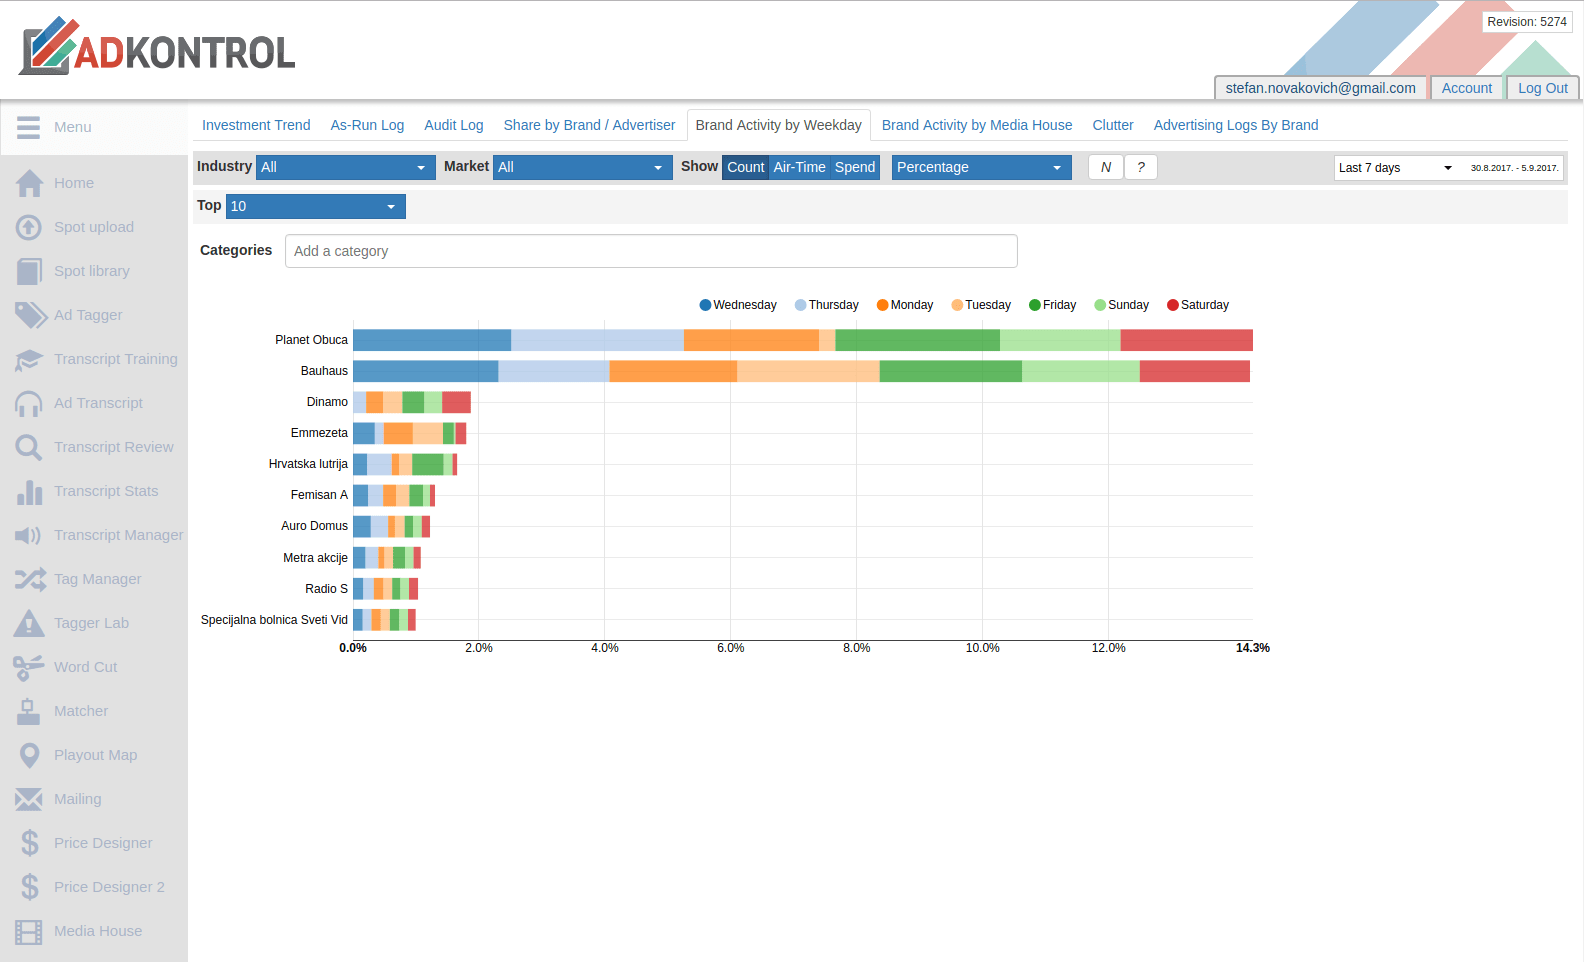 ADKONTROL
Revision: 5274
stefan.novakovich@gmail.com Account Log Out
Menu
Home
Spot upload
Spot library
Ad Tagger
Transcript Training
Ad Transcript
Transcript Review
Transcript Stats
Transcript Manager
Tag Manager
Tagger Lab
Word Cut
Matcher
Playout Map
Mailing
Price Designer
Price Designer 2
Media House
Investment Trend As-Run Log Audit Log Share by Brand / Advertiser Brand Activity by Weekday Brand Activity by Media House Clutter Advertising Logs By Brand
Industry All Market All Show Count Air-Time Spend Percentage N ? Last 7 days 30.8.2017. - 5.9.2017.
Top 10
Categories Add a category
Wednesday Thursday Monday Tuesday Friday Sunday Saturday
Planet Obuca
Bauhaus
Dinamo
Emmezeta
Hrvatska lutrija
Femisan A
Auro Domus
Metra akcije
Radio S
Specijalna bolnica Sveti Vid
0.0% 2.0% 4.0% 6.0% 8.0% 10.0% 12.0% 14.3%